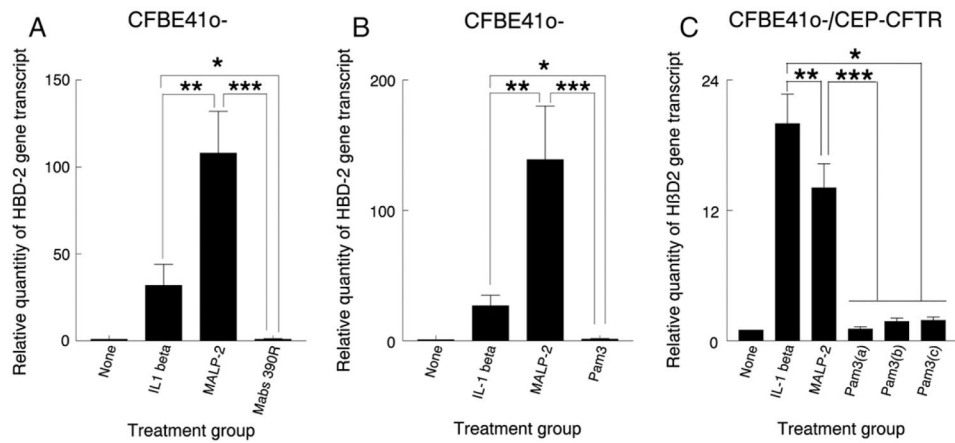 A
CFBE41o-
Relative quantity of HBD-2 gene transcript
150
100
50
0
*
** ***
None
IL1 beta
MALP-2
Mabs 390R
Treatment group
B
CFBE41o-
Relative quantity of HBD-2 gene transcript
200
100
0
*
** ***
None
IL-1 beta
MALP-2
Pam3
Treatment group
C
CFBE41o-/CEP-CFTR
Relative quantity of HßD2 gene transcript
24
12
0
*
** ***
None
IL-1 beta
MALP-2
Pam3(a)
Pam3(b)
Pam3(c)
Treatment group